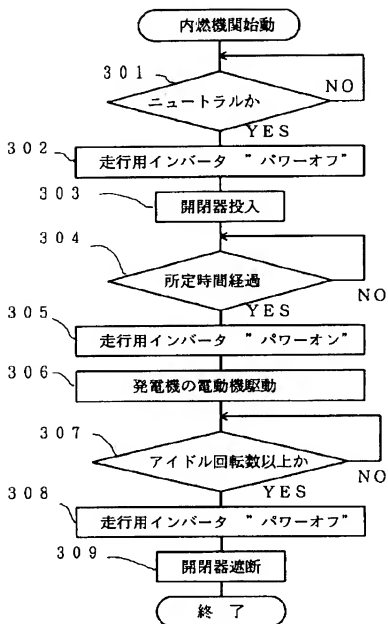 内燃機関始動
301
NO
ニュートラルか
YES
302
走行用インバータ ”パワーオフ”
303
開閉器投入
304
所定時間経過
NO
YES
305
走行用インバータ ”パワーオン”
306
発電機の電動機駆動
307
アイドル回転数以上か
NO
YES
308
走行用インバータ ”パワーオフ”
309
開閉器遮断
終 了